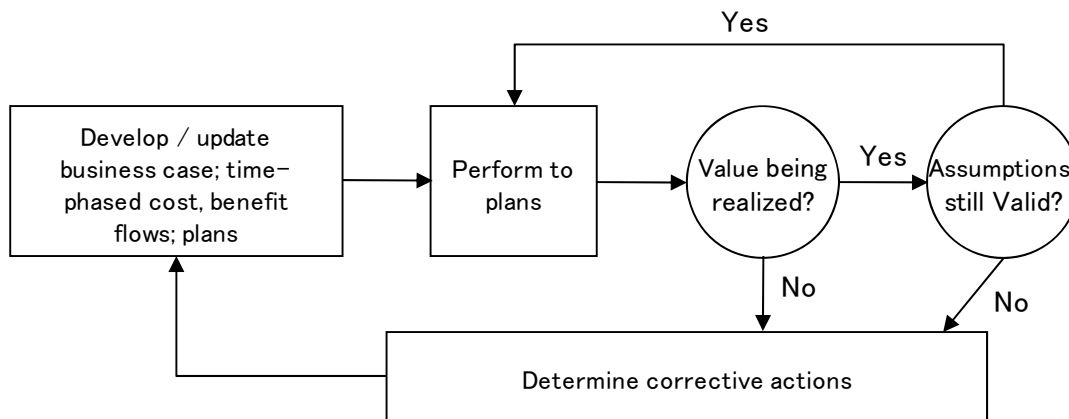 Yes
Develop / update
business case; time-
phased cost, benefit
flows; plans
Perform to
plans
Value being
realized?
Yes
Assumptions
still Valid?
No
No
Determine corrective actions